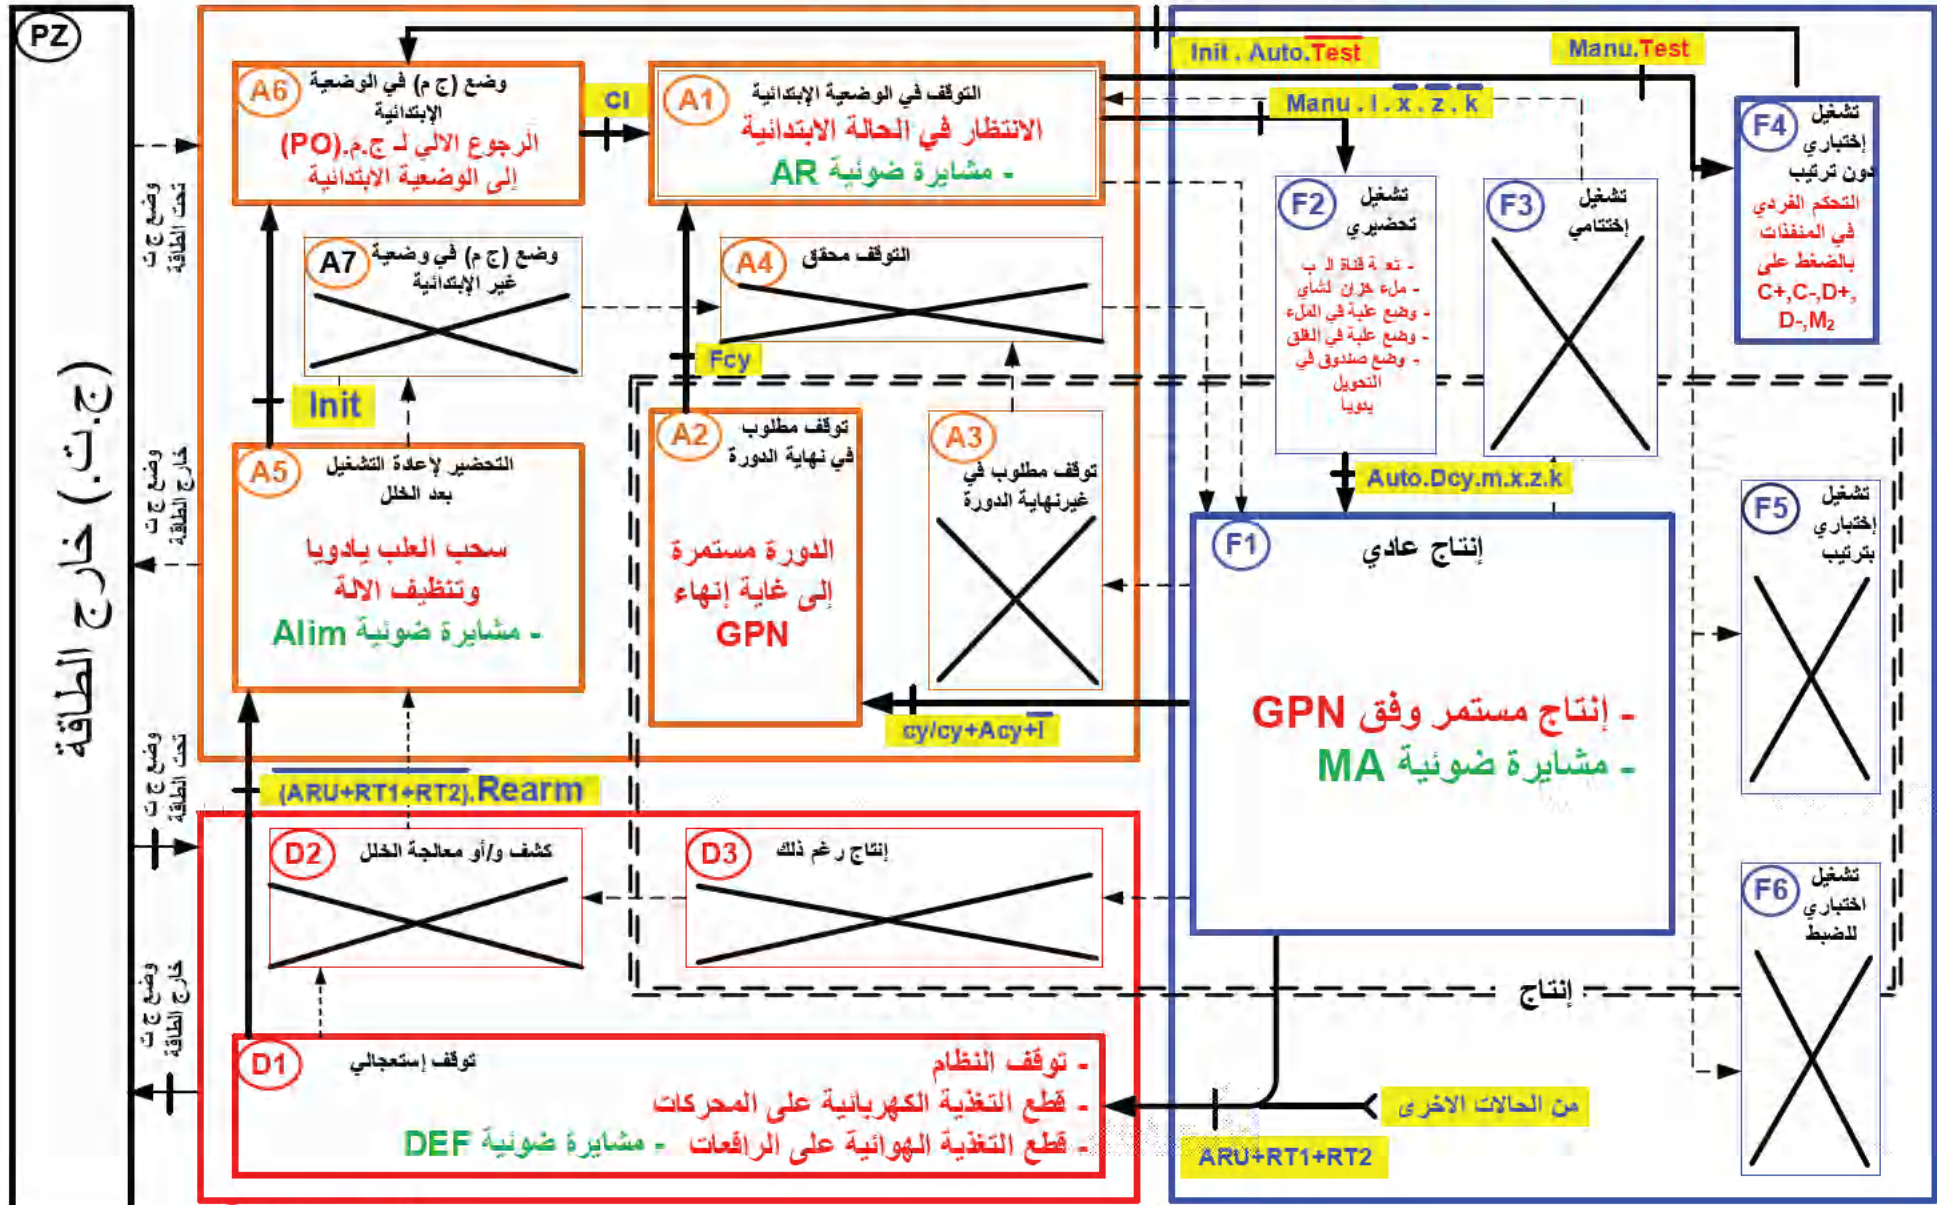 PZ
خارج الطاقة (ج.ت.)
وضع ج ت
تحت الطاقة
وضع ج ت
خارج الطاقة
وضع ج ت
تحت الطاقة
وضع ج ت
خارج الطاقة
A6
وضع (ج م) في الوضعية
الإبتدائية
الرجوع الالي لـ ج.م.(PO)
إلى الوضعية الابتدائية
CI
A1
التوقف في الوضعية الإبتدائية
الانتظار في الحالة الابتدائية
- مشايرة ضوئية AR
Init . Auto.T̅e̅s̅t̅
Manu.Test
Manu . I . x̅ . z̅ . k̅
F4
تشغيل
إختباري
دون ترتيب
التحكم الفردي
في المنفذات
بالضغط على
C+,C-,D+,
D-,M₂
F2
تشغيل
تحضيري
- ملء خزان الشاي
- وضع علبة في الملء
- وضع علبة في الغلق
- وضع صندوق في
التحويل
يدويا
F3
تشغيل
إختتامي
A7
وضع (ج م) في وضعية
غير الإبتدائية
A4
التوقف محقق
Init
Fcy
A5
التحضير لإعادة التشغيل
بعد الخلل
سحب العلب يادويا
وتنظيف الالة
- مشايرة ضوئية Alim
A2
توقف مطلوب
في نهاية الدورة
الدورة مستمرة
إلى غاية إنهاء
GPN
A3
توقف مطلوب في
غيرنهاية الدورة
Auto.Dcy.m.x.z.k
F1
إنتاج عادي
- إنتاج مستمر وفق GPN
- مشايرة ضوئية MA
F5
تشغيل
إختباري
بترتيب
cy/cy+Acy+I̅
(A̅R̅U̅+̅R̅T̅1̅+̅R̅T̅2̅).Rearm
D2
كشف و/أو معالجة الخلل
D3
إنتاج رغم ذلك
F6
تشغيل
اختباري
للضبط
إنتاج
D1
توقف إستعجالي
- توقف النظام
- قطع التغذية الكهربائية على المحركات
- قطع التغذية الهوائية على الرافعات - مشايرة ضوئية DEF
من الحالات الاخرى
ARU+RT1+RT2